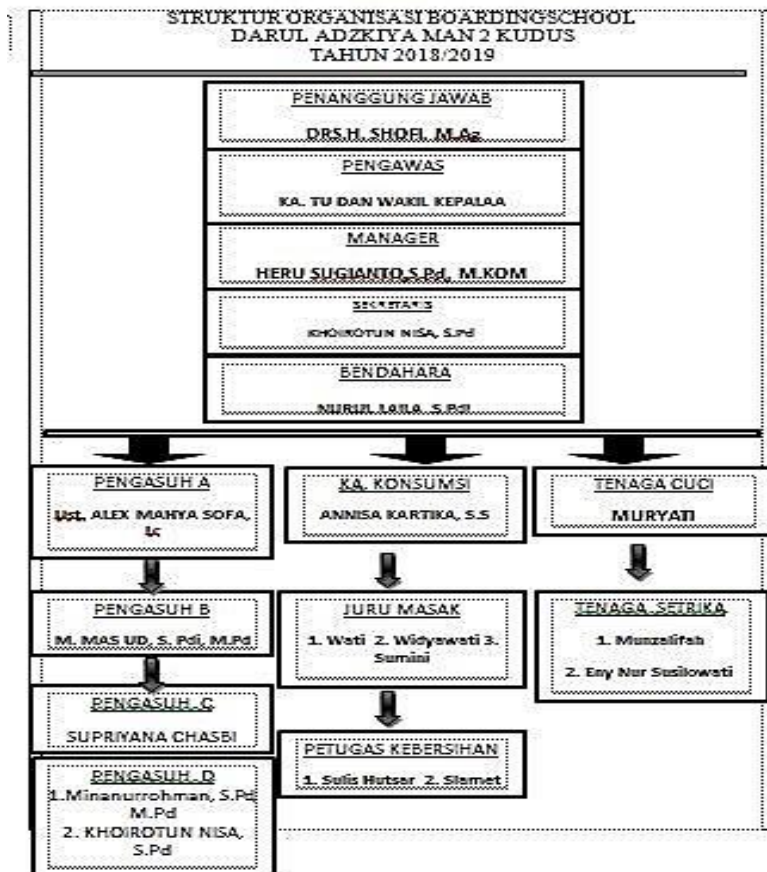 STRUKTUR ORGANISASI BOARDINGSCHOOL
DARUL ADZKIYA MAN 2 KUDUS
TAHUN 2018/2019
PENANGGUNG JAWAB
DRS.H. SHOFI, M.Ag
PENGAWAS
KA. TU DAN WAKIL KEPALAA
MANAGER
HERU SUGIANTO,S.Pd, M.KOM
SEKRETARIS
KHOIROTUN NISA, S.Pd
BENDAHARA
NURUL LAILA, S.PdI
PENGASUH A
Ust. ALEX MAHYA SOFA,
Lc
PENGASUH B
M. MAS UD, S. Pdi, M.Pd
PENGASUH C
SUPRIYANA CHASBI
PENGASUH D
1.Minanurrohman, S.Pd
M.Pd
2. KHOIROTUN NISA,
S.Pd
KA. KONSUMSI
ANNISA KARTIKA, S.S
JURU MASAK
1. Wati 2. Widyawati 3.
Sumini
PETUGAS KEBERSIHAN
1. Sulis Hutsar 2. Slamet
TENAGA CUCI
MURYATI
TENAGA SETRIKA
1. Munzalifah
2. Eny Nur Susilowati